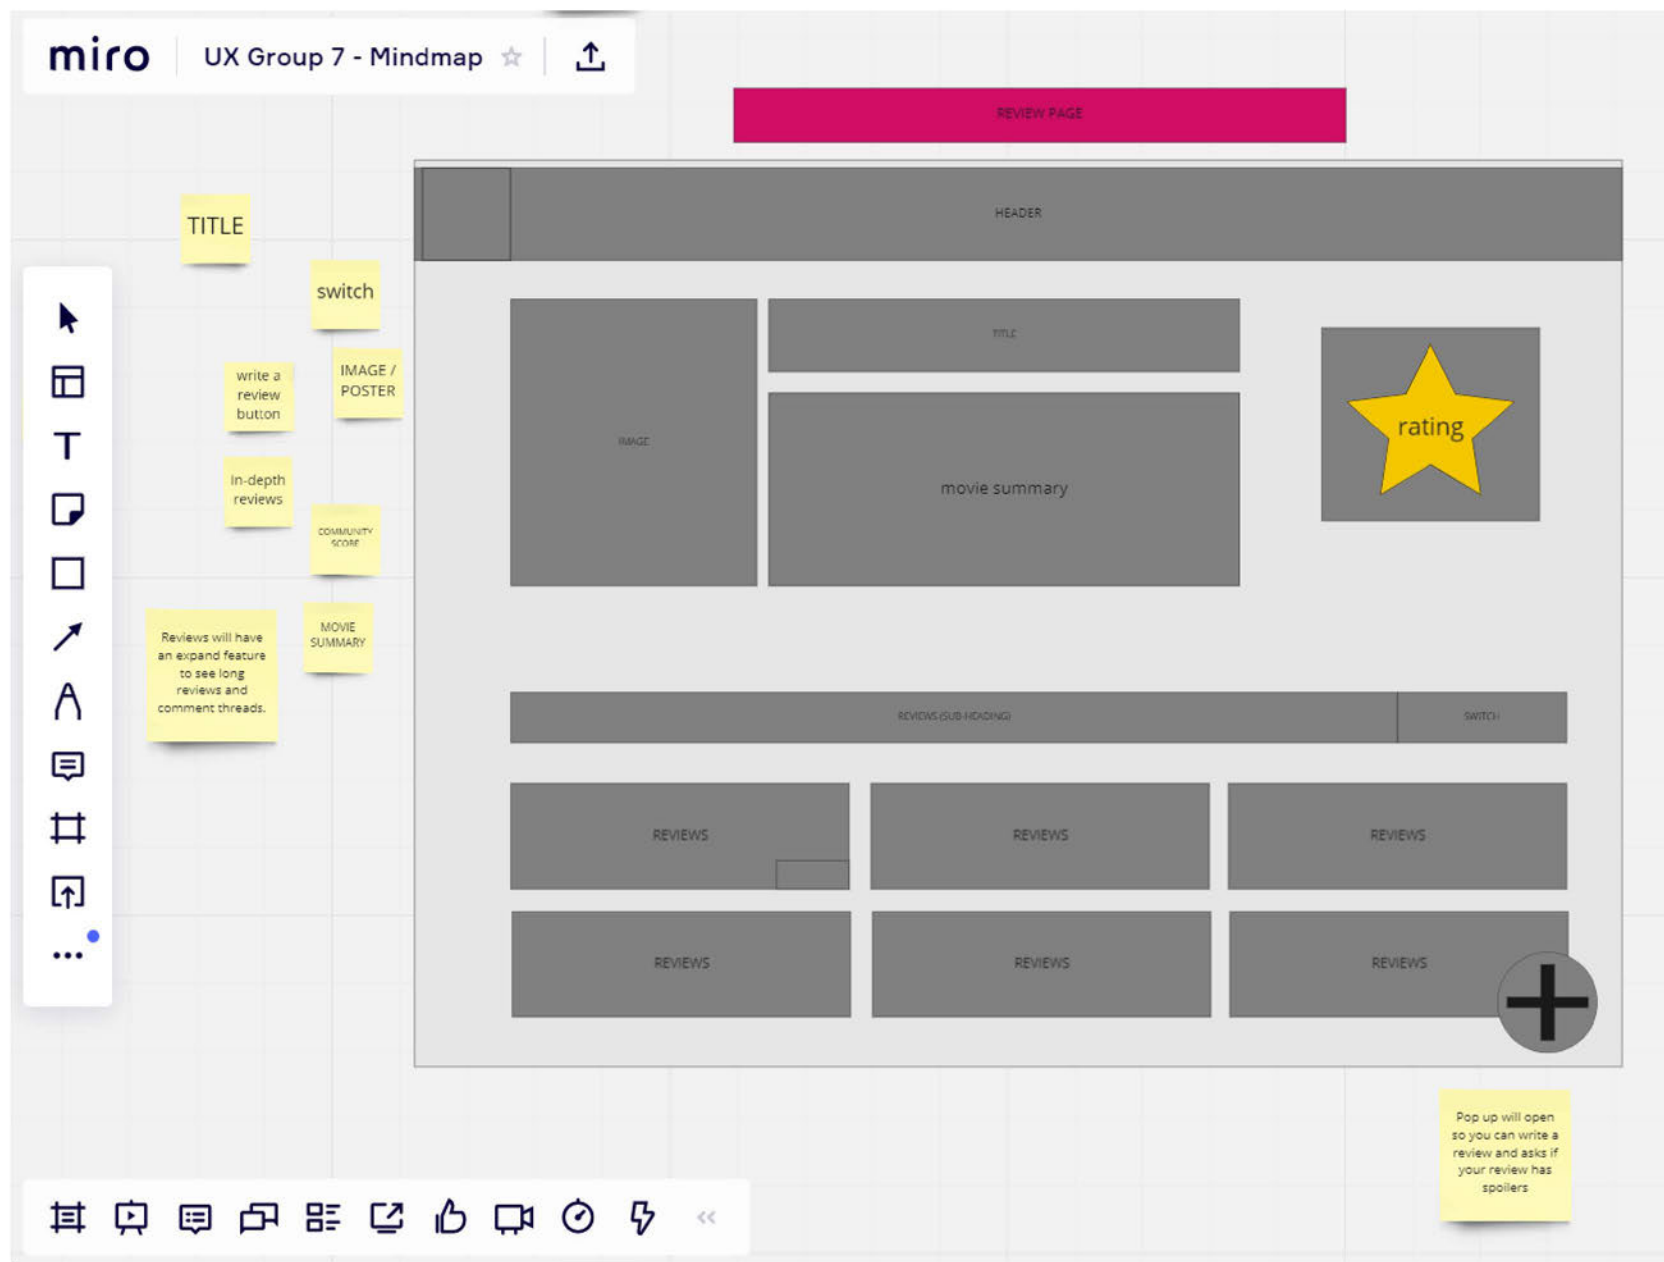 miro
UX Group 7 - Mindmap
REVIEW PAGE
HEADER
TITLE
switch
write a
review
button
IMAGE /
POSTER
In-depth
reviews
COMMUNITY
SCORE
Reviews will have
an expand feature
to see long
reviews and
comment threads.
MOVIE
SUMMARY
IMAGE
TITLE
movie summary
rating
REVIEWS (SUB-HEADING)
SWITCH
REVIEWS
REVIEWS
REVIEWS
REVIEWS
REVIEWS
REVIEWS
Pop up will open
so you can write a
review and asks if
your review has
spoilers